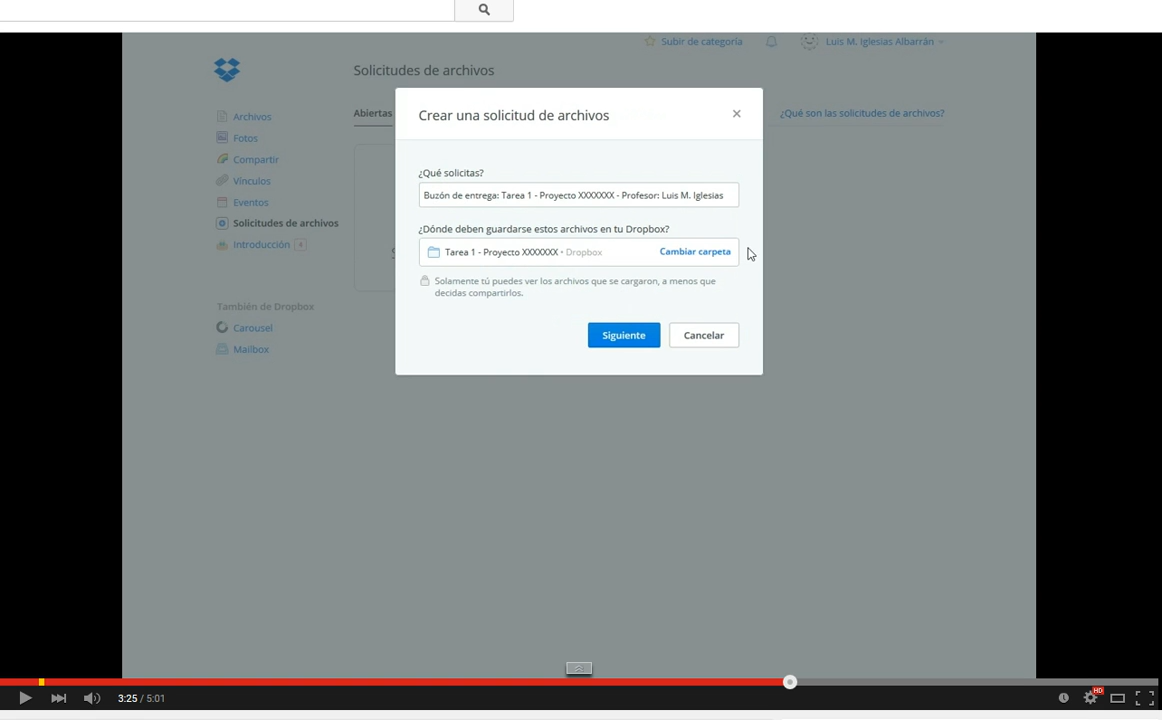 Subir de categoría
Luis M. Iglesias Albarrán
Solicitudes de archivos
Archivos
Fotos
Compartir
Vínculos
Eventos
Solicitudes de archivos
Introducción
También de Dropbox
Carousel
Mailbox
Abiertas
¿Qué son las solicitudes de archivos?
Crear una solicitud de archivos
¿Qué solicitas?
Buzón de entrega: Tarea 1 - Proyecto XXXXXXX - Profesor: Luis M. Iglesias
¿Dónde deben guardarse estos archivos en tu Dropbox?
Tarea 1 - Proyecto XXXXXXX • Dropbox Cambiar carpeta
Solamente tú puedes ver los archivos que se cargaron, a menos que
decidas compartirlos.
Siguiente Cancelar
3:25 / 5:01
HD